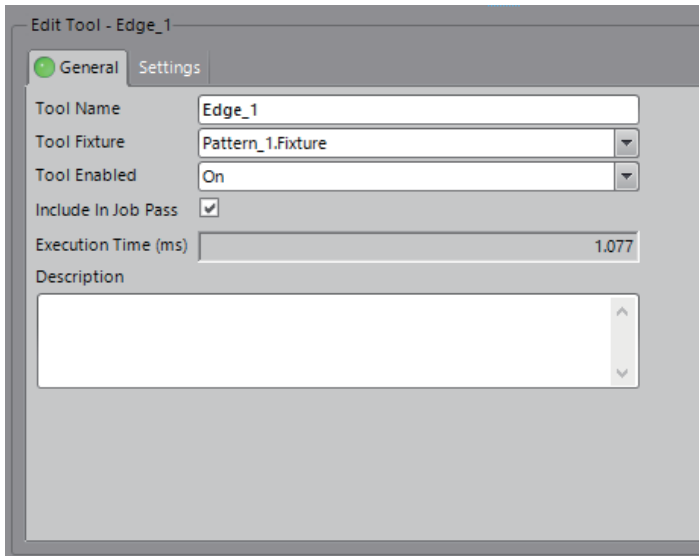 Edit Tool - Edge_1
General Settings
Tool Name Edge_1
Tool Fixture Pattern_1.Fixture
Tool Enabled On
Include In Job Pass
Execution Time (ms) 1.077
Description